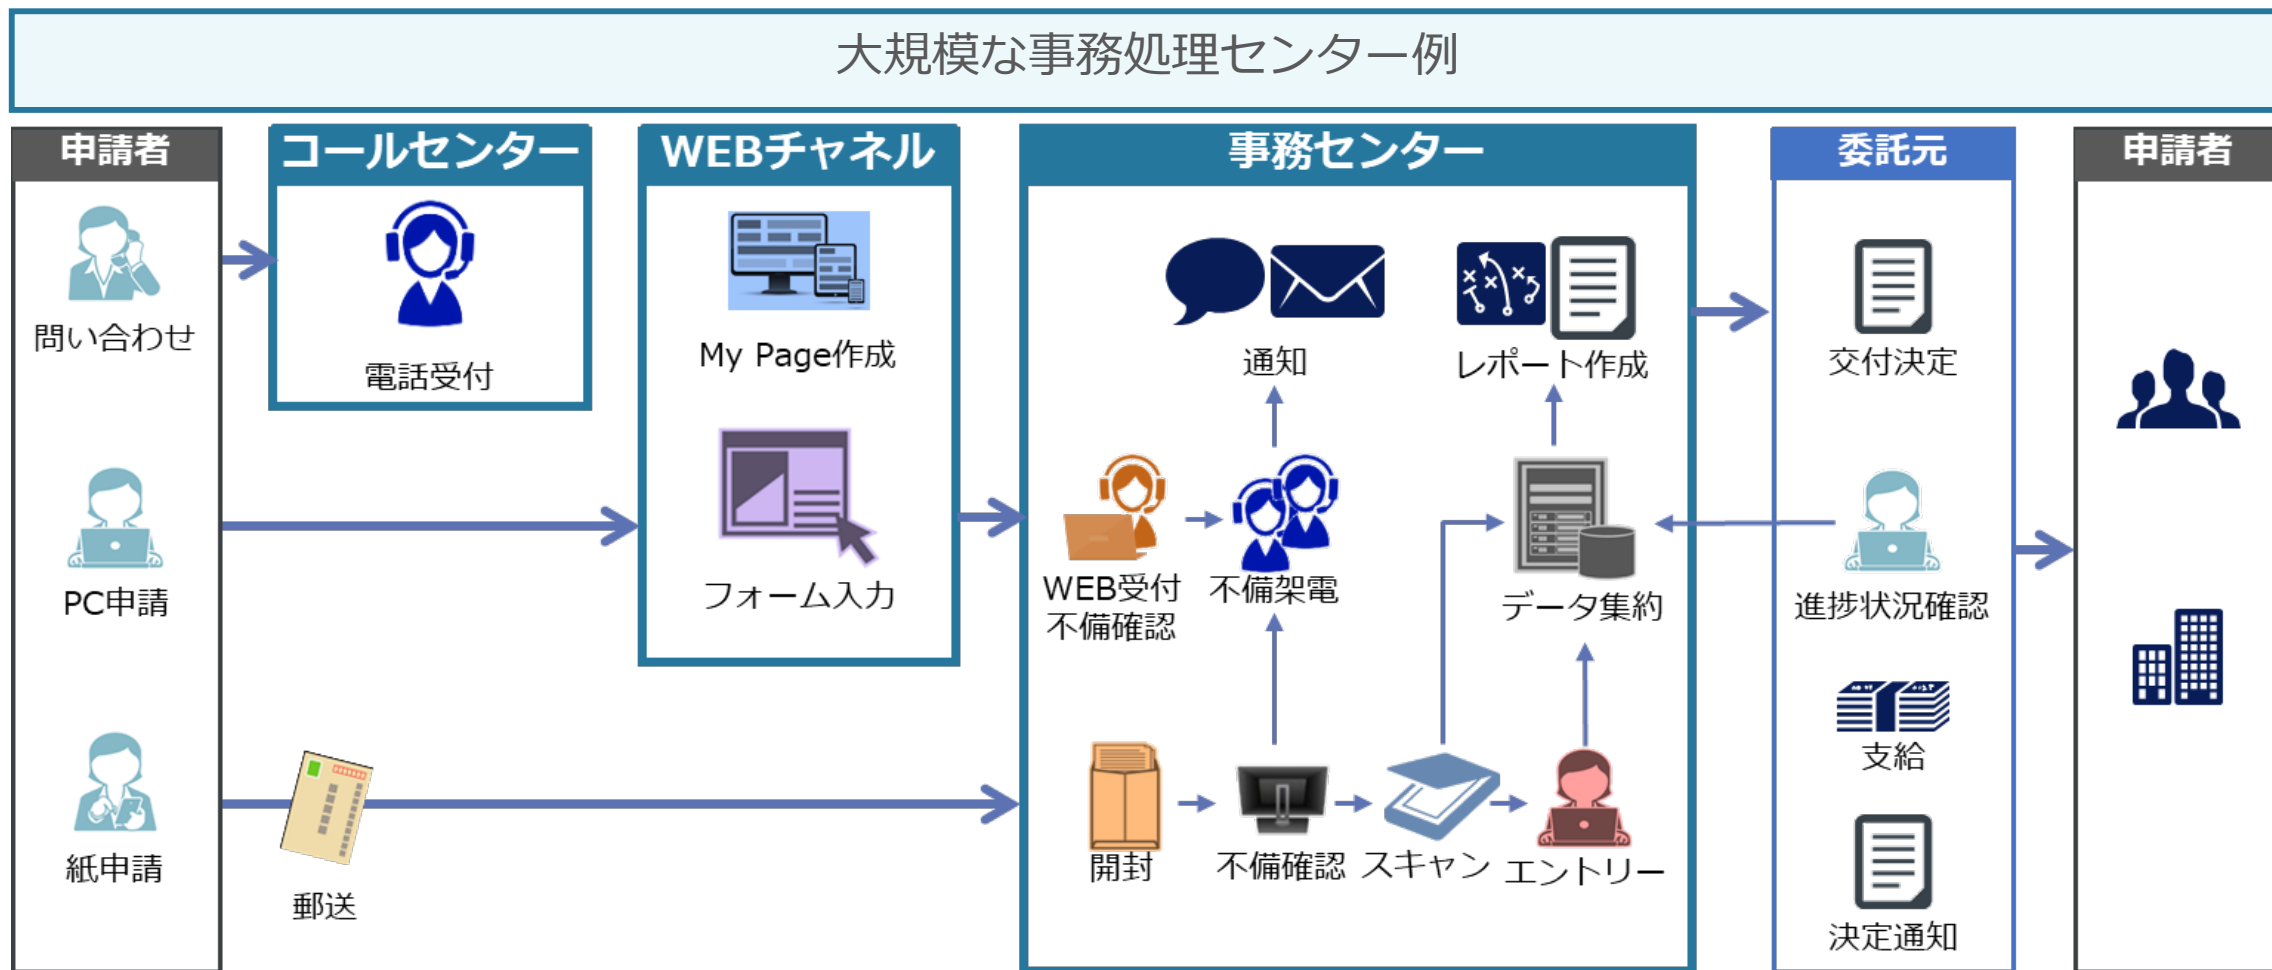 大規模な事務処理センター例
申請者
問い合わせ
PC申請
紙申請
コールセンター
電話受付
郵送
WEBチャネル
My Page作成
フォーム入力
事務センター
通知
レポート作成
WEB受付
不備確認
不備架電
データ集約
開封
不備確認
スキャン
エントリー
委託元
交付決定
進捗状況確認
支給
決定通知
申請者